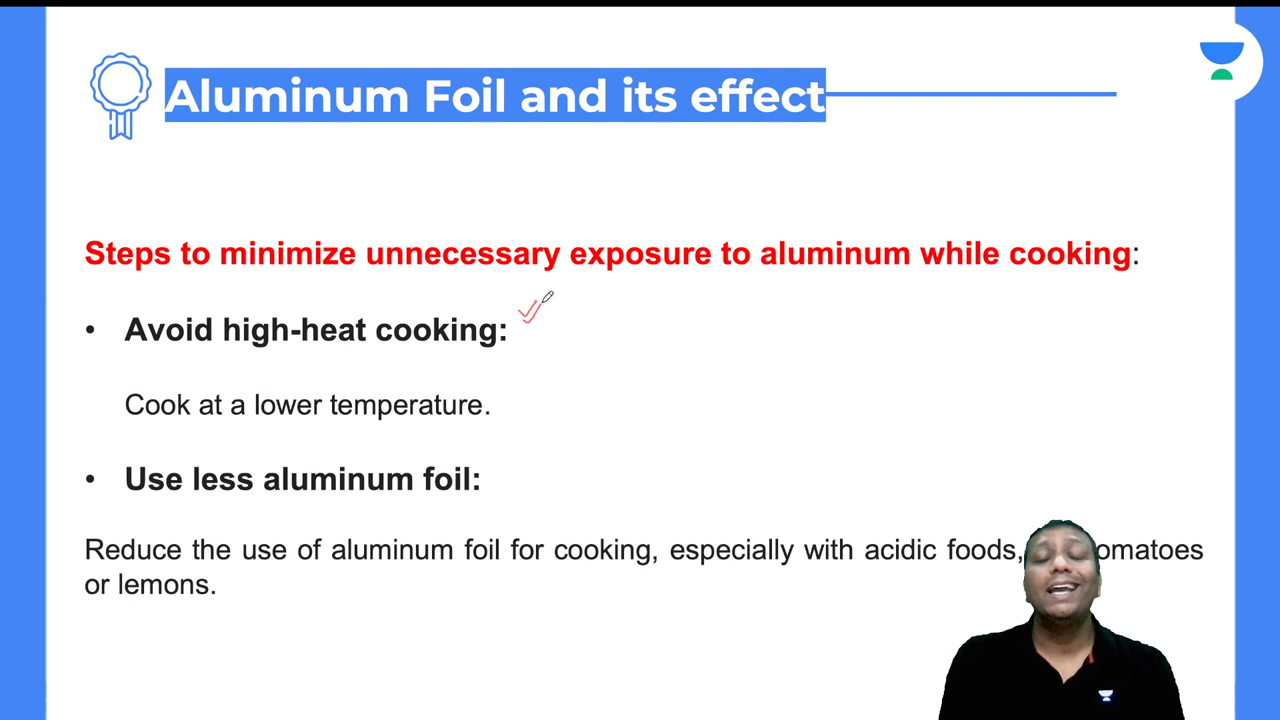 Aluminum Foil and its effect
Steps to minimize unnecessary exposure to aluminum while cooking:
• Avoid high-heat cooking:
Cook at a lower temperature.
• Use less aluminum foil:
Reduce the use of aluminum foil for cooking, especially with acidic foods,
or lemons.